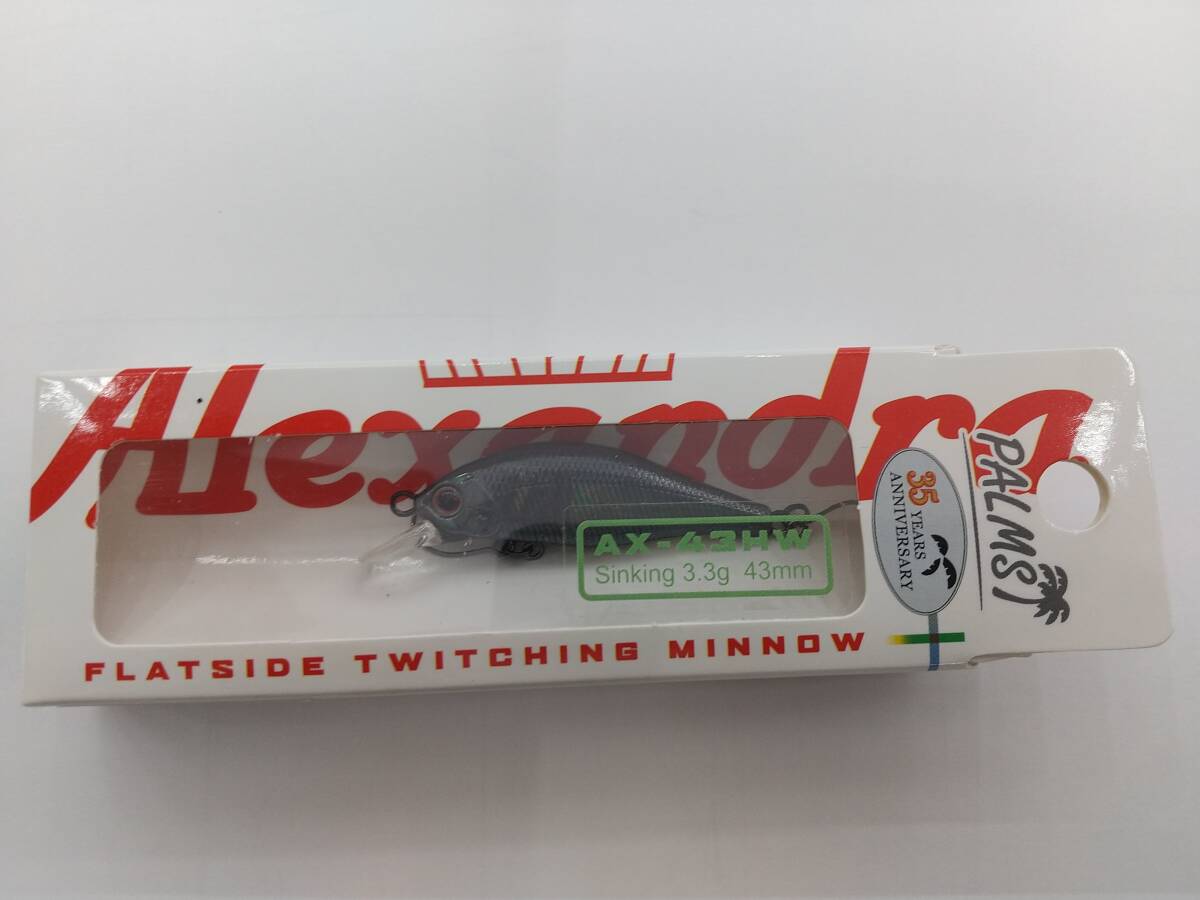 Alexandra
AX-43HW
Sinking 3.3g 43mm
FLATSIDE TWITCHING MINNOW
35
YEARS
ANNIVERSARY
PALMS